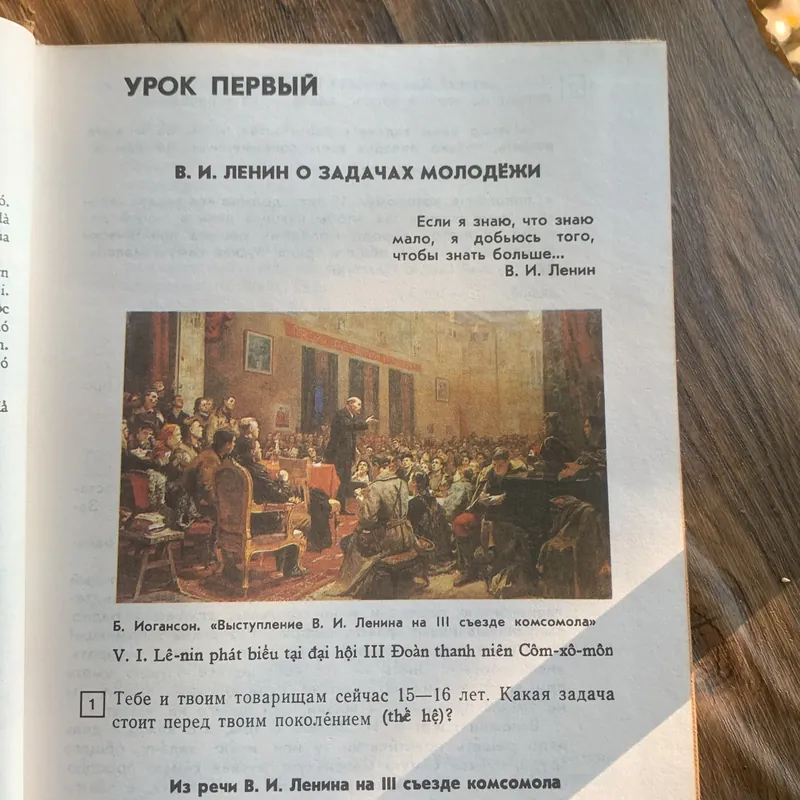 УРОК ПЕРВЫЙ
В. И. ЛЕНИН О ЗАДАЧАХ МОЛОДЁЖИ
Если я знаю, что знаю
мало, я добьюсь того,
чтобы знать больше...
В. И. Ленин
Б. Иогансон. «Выступление В. И. Ленина на III съезде комсомола»
V. I. Lê-nin phát biểu tại đại hội III Đoàn thanh niên Côm-xô-môn
1 Тебе и твоим товарищам сейчас 15—16 лет. Какая задача
стоит перед твоим поколéнием (thế hệ)?
Из речи В. И. Ленина на III съезде комсомола